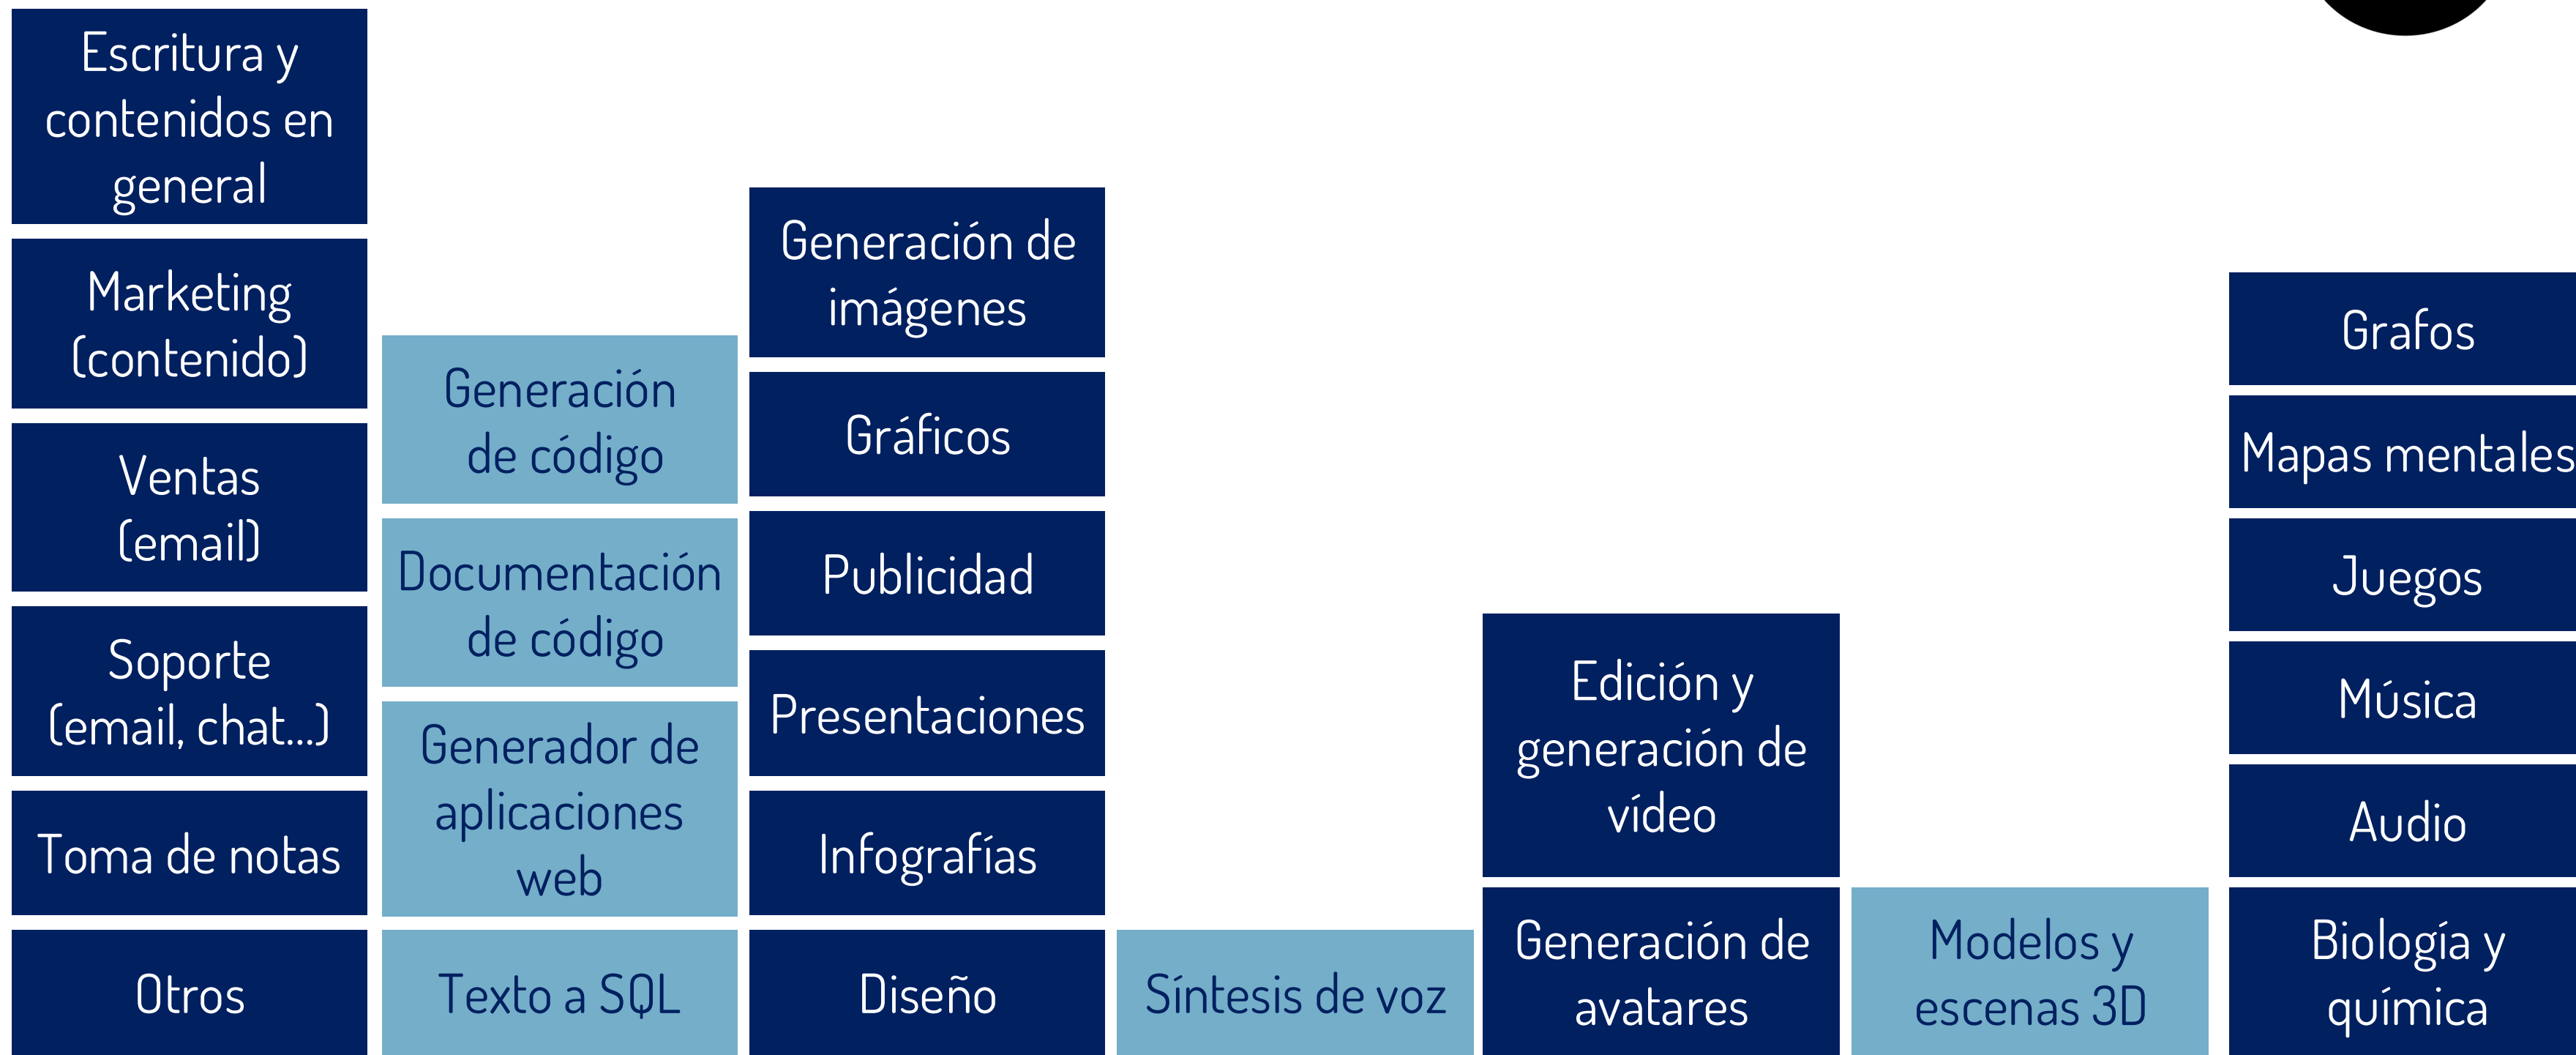 Escritura y
contenidos en
general
Marketing
(contenido)
Ventas
(email)
Soporte
(email, chat...)
Toma de notas
Otros
Generación
de código
Documentación
de código
Generador de
aplicaciones
web
Texto a SQL
Generación de
imágenes
Gráficos
Publicidad
Presentaciones
Infografías
Diseño
Síntesis de voz
Edición y
generación de
vídeo
Generación de
avatares
Modelos y
escenas 3D
Grafos
Mapas mentales
Juegos
Música
Audio
Biología y
química